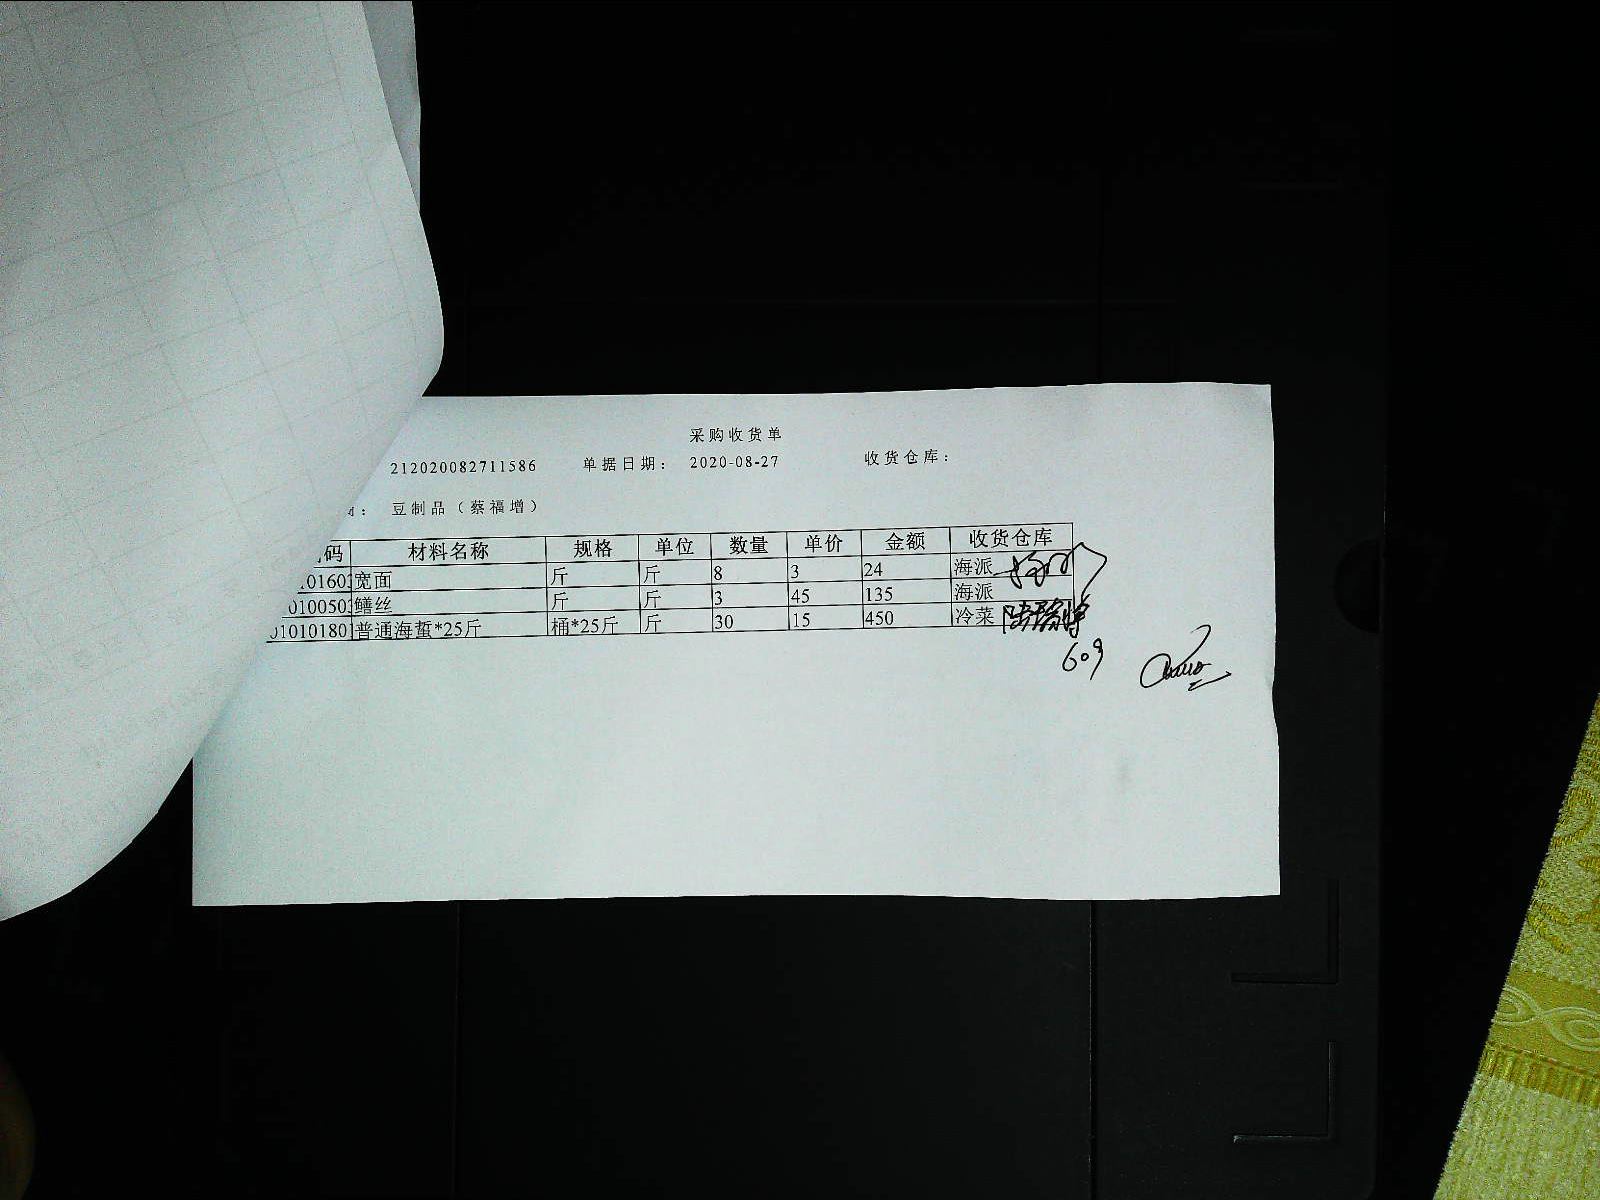 采购收货单
212020082711586 单据日期： 2020-08-27 收货仓库：
： 豆制品（蔡福增）
码 材料名称 规格 单位 数量 单价 金额 收货仓库
宽面 斤 斤 8 3 24 海派
鳝丝 斤 斤 3 45 135 海派
01010180 普通海蜇*25斤 桶*25斤 斤 30 15 450 冷菜
609